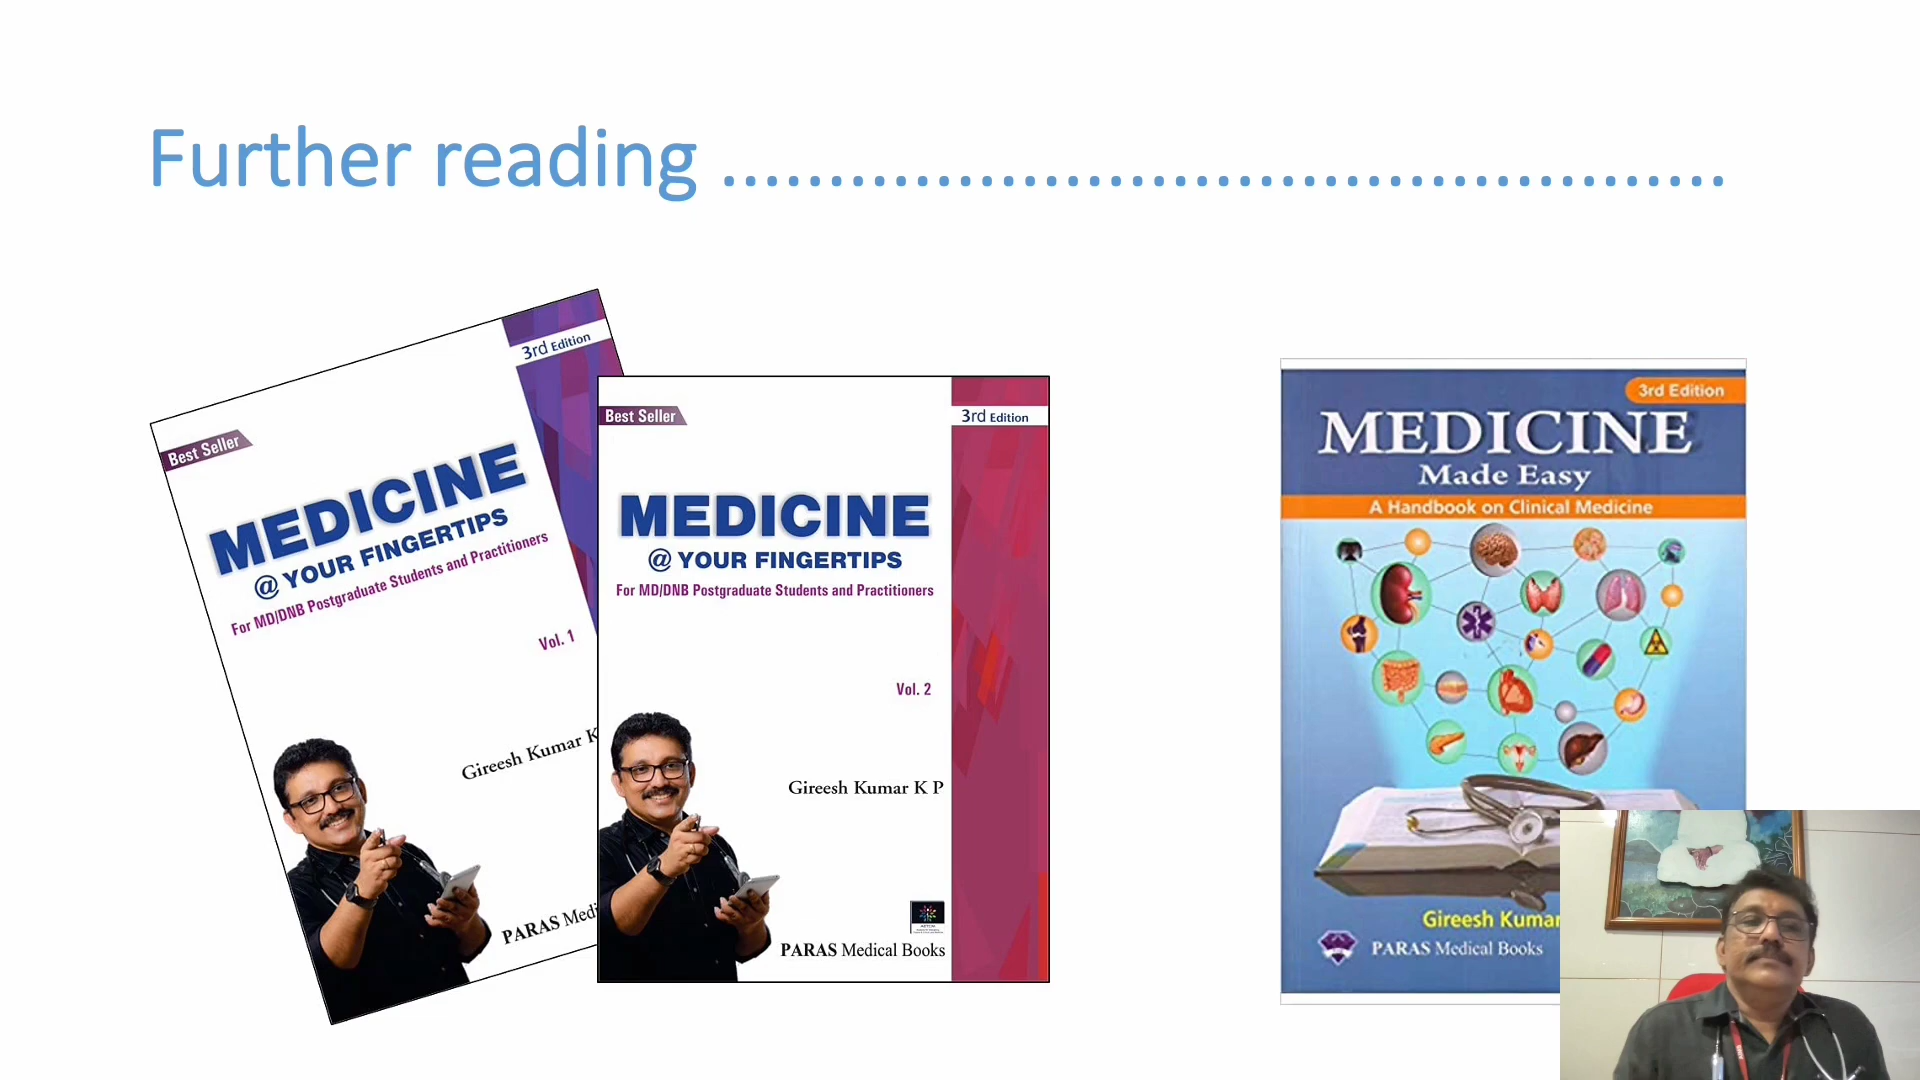 Further reading ...............................................
3rd Edition
Best Seller
MEDICINE
@ YOUR FINGERTIPS
For MD/DNB Postgraduate Students and Practitioners
Vol. 1
Gireesh Kumar K
PARAS Medi
Best Seller
3rd Edition
MEDICINE
@ YOUR FINGERTIPS
For MD/DNB Postgraduate Students and Practitioners
Vol. 2
Gireesh Kumar K P
PARAS Medical Books
3rd Edition
MEDICINE
Made Easy
A Handbook on Clinical Medicine
Gireesh Kumar
PARAS Medical Books